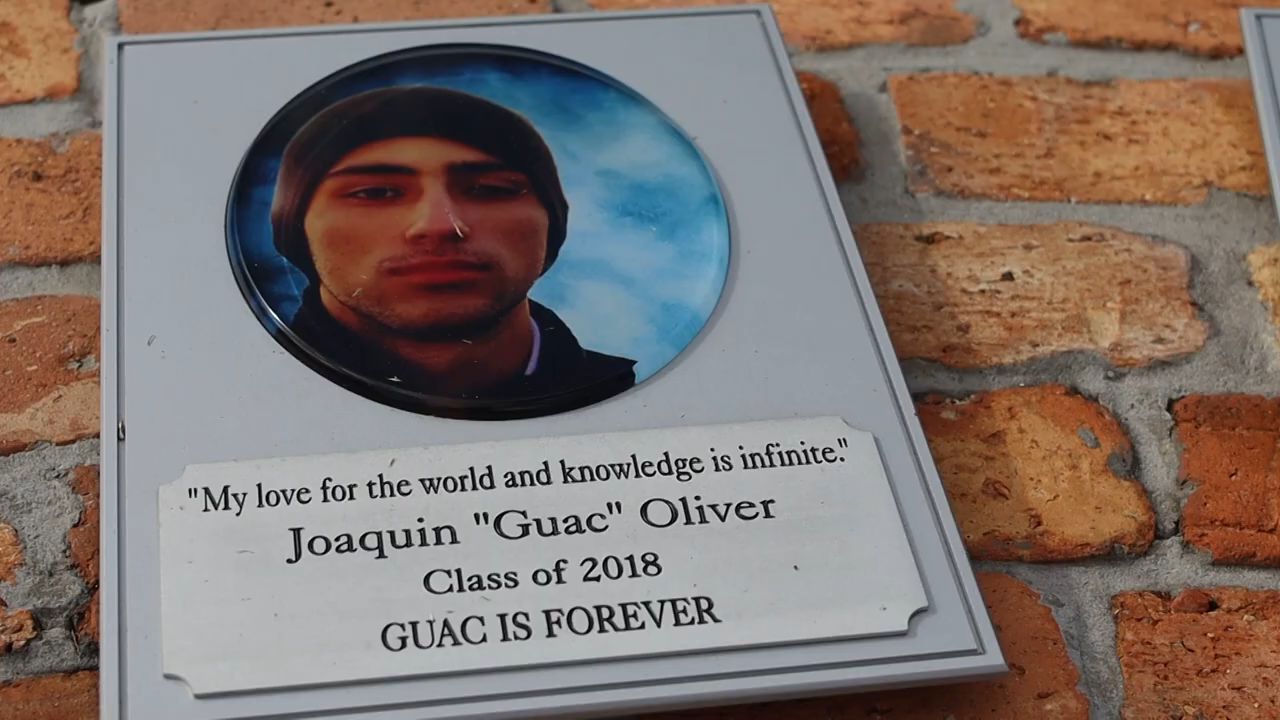 "My love for the world and knowledge is infinite."
Joaquin "Guac" Oliver
Class of 2018
GUAC IS FOREVER